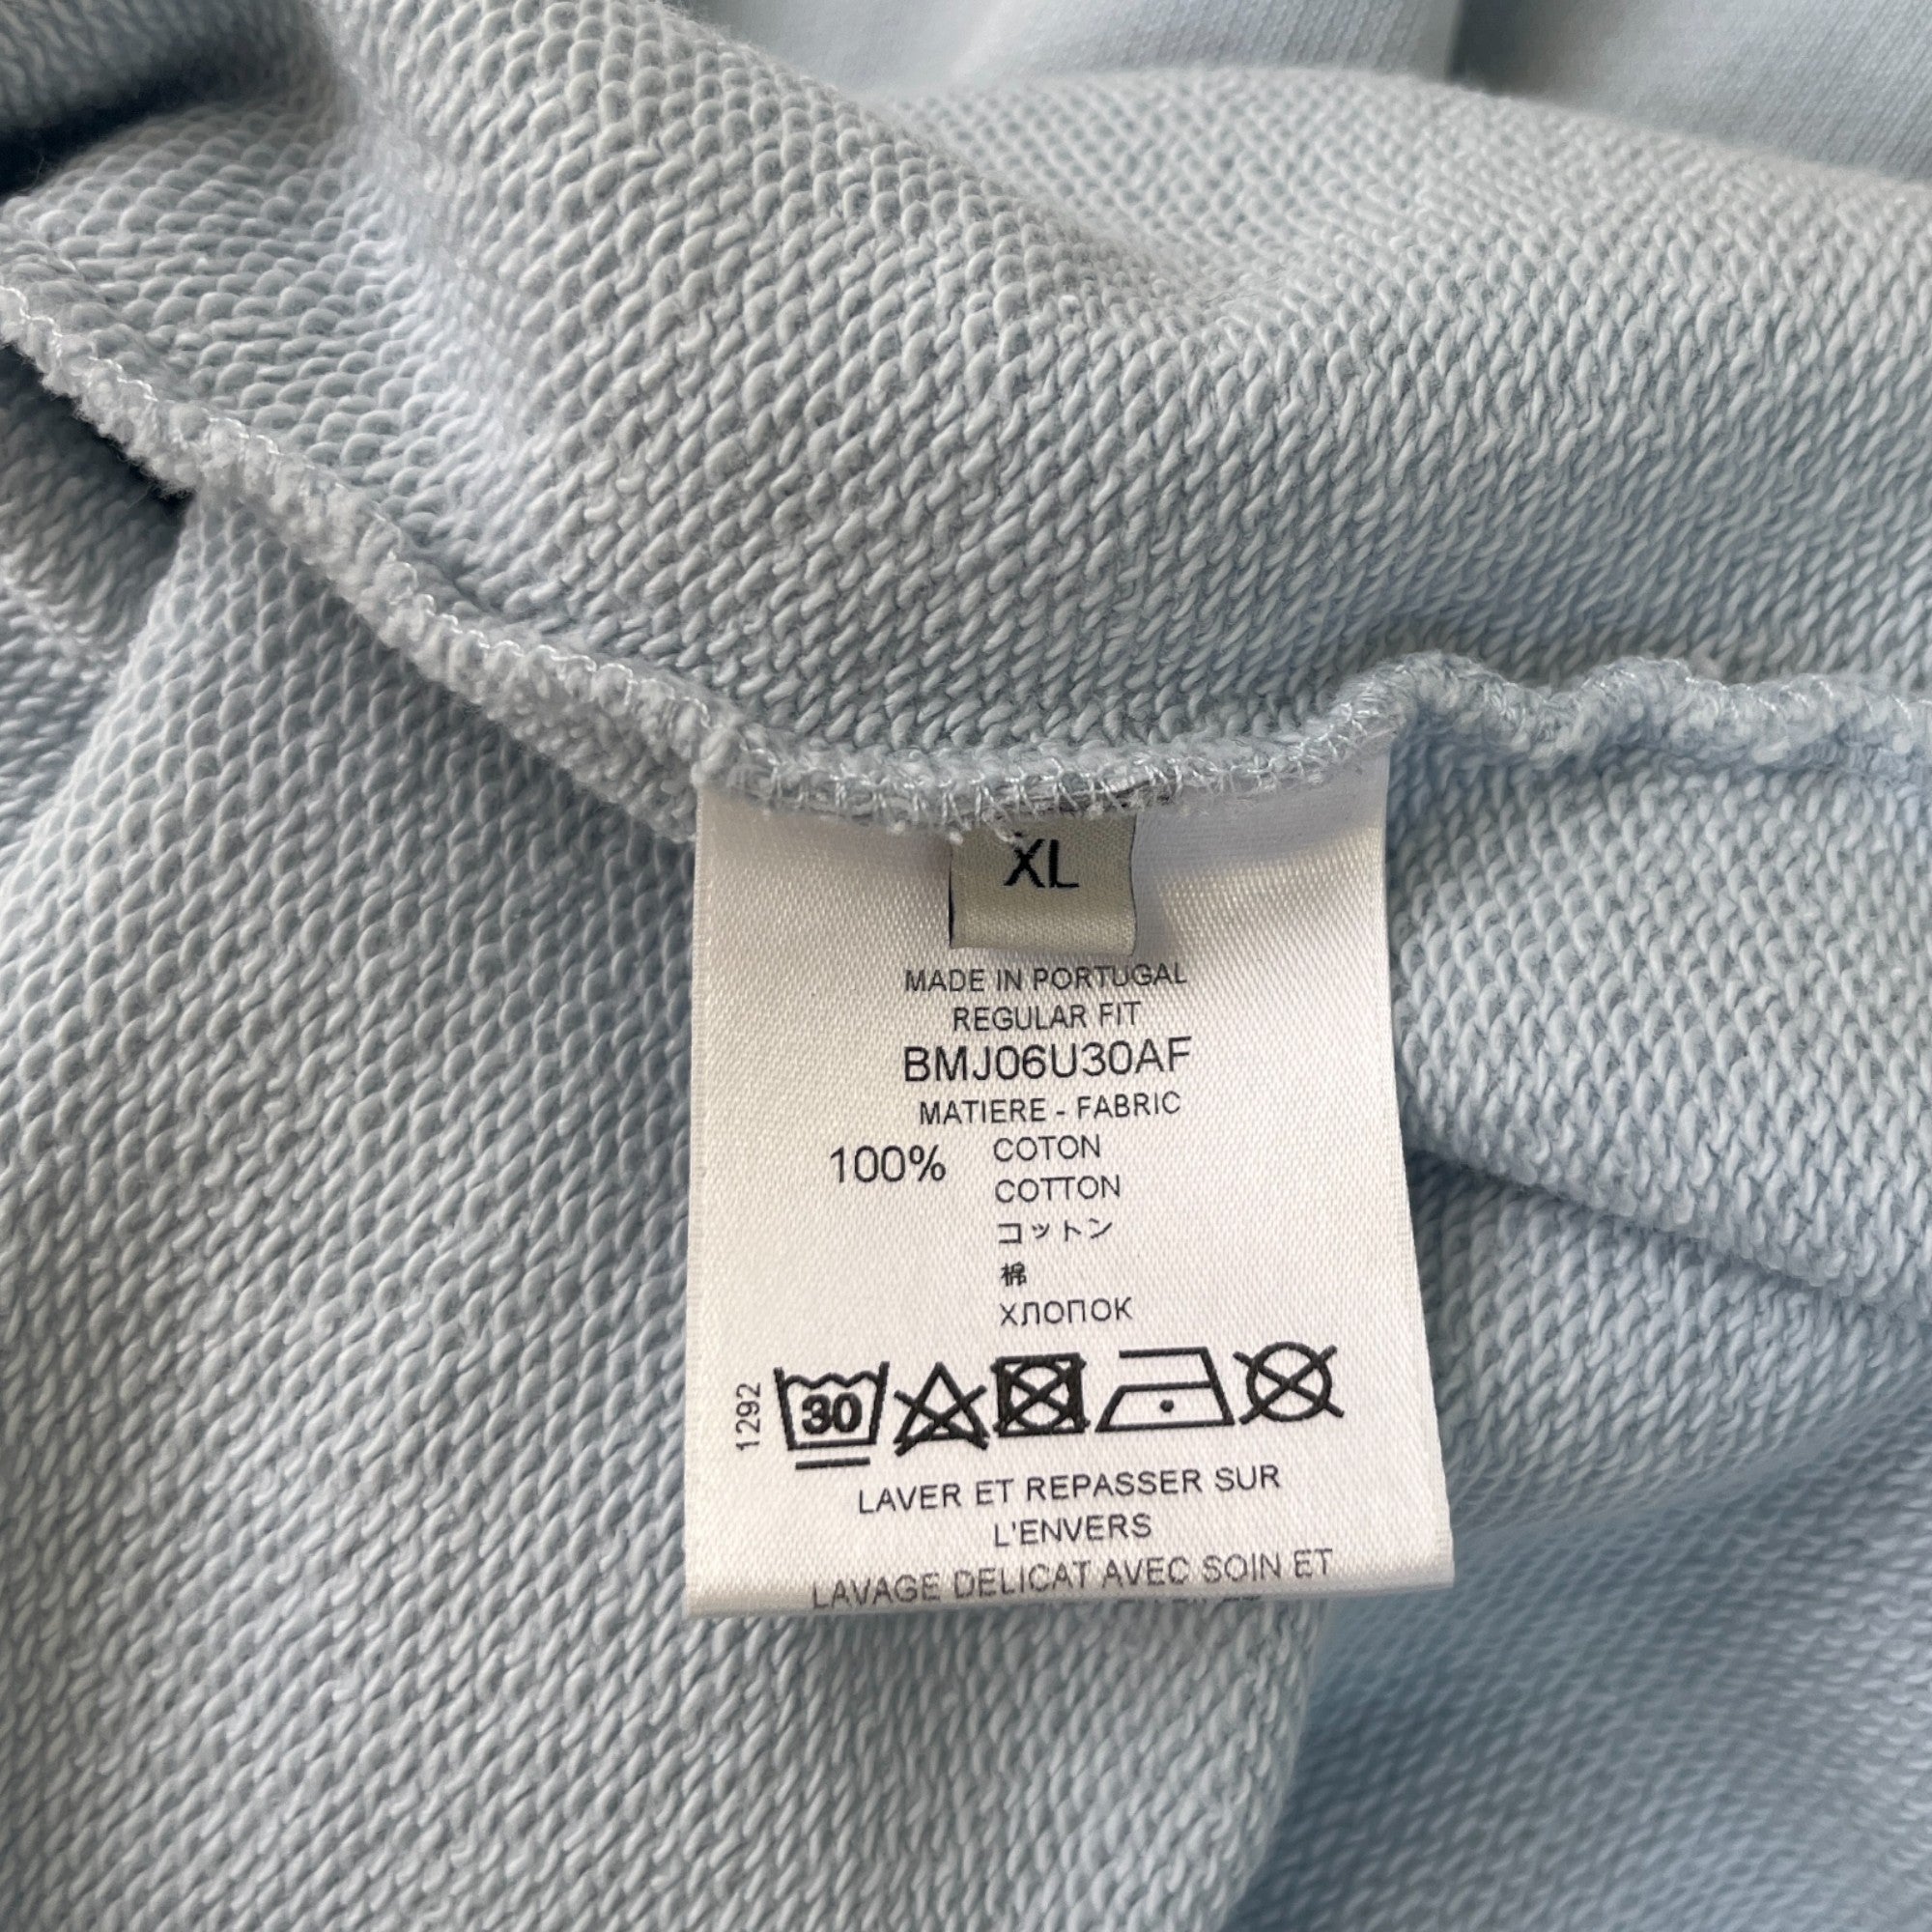 XL
MADE IN PORTUGAL
REGULAR FIT
BMJ06U30AF
MATIERE - FABRIC
100% COTON
COTTON
コットン
棉
ХЛОПОК
1292
30
LAVER ET REPASSER SUR
L'ENVERS
LAVAGE DELICAT AVEC SOIN ET